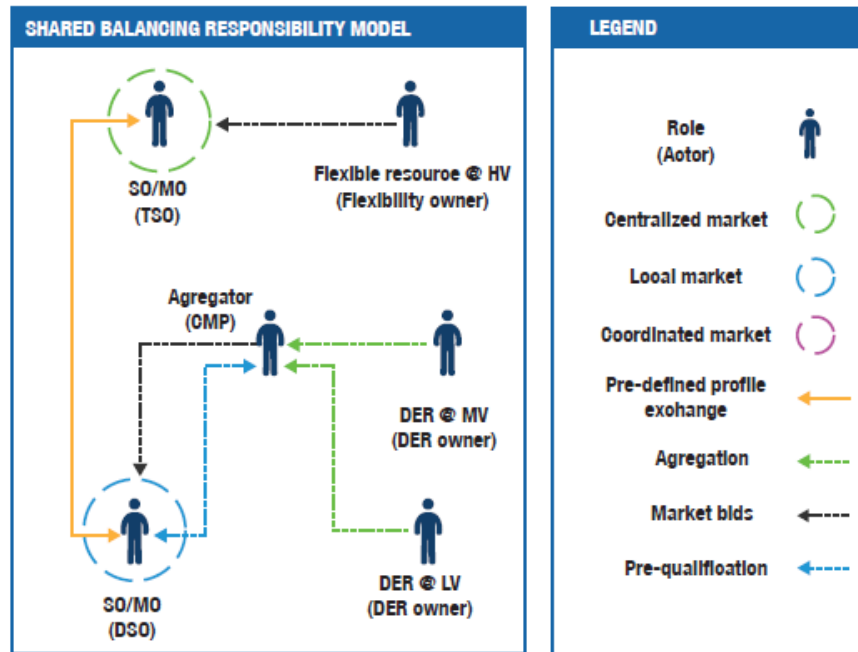 SHARED BALANCING RESPONSIBILITY MODEL
SO/MO
(TSO)
Flexible resouroe @ HV
(Flexibility owner)
Agregator
(CMP)
DER @ MV
(DER owner)
DER @ LV
(DER owner)
SO/MO
(DSO)
LEGEND
Role
(Aotor)
Centralized market
Looal market
Coordinated market
Pre-defined profile
exohange
Agregation
Market bids
Pre-qualifioation